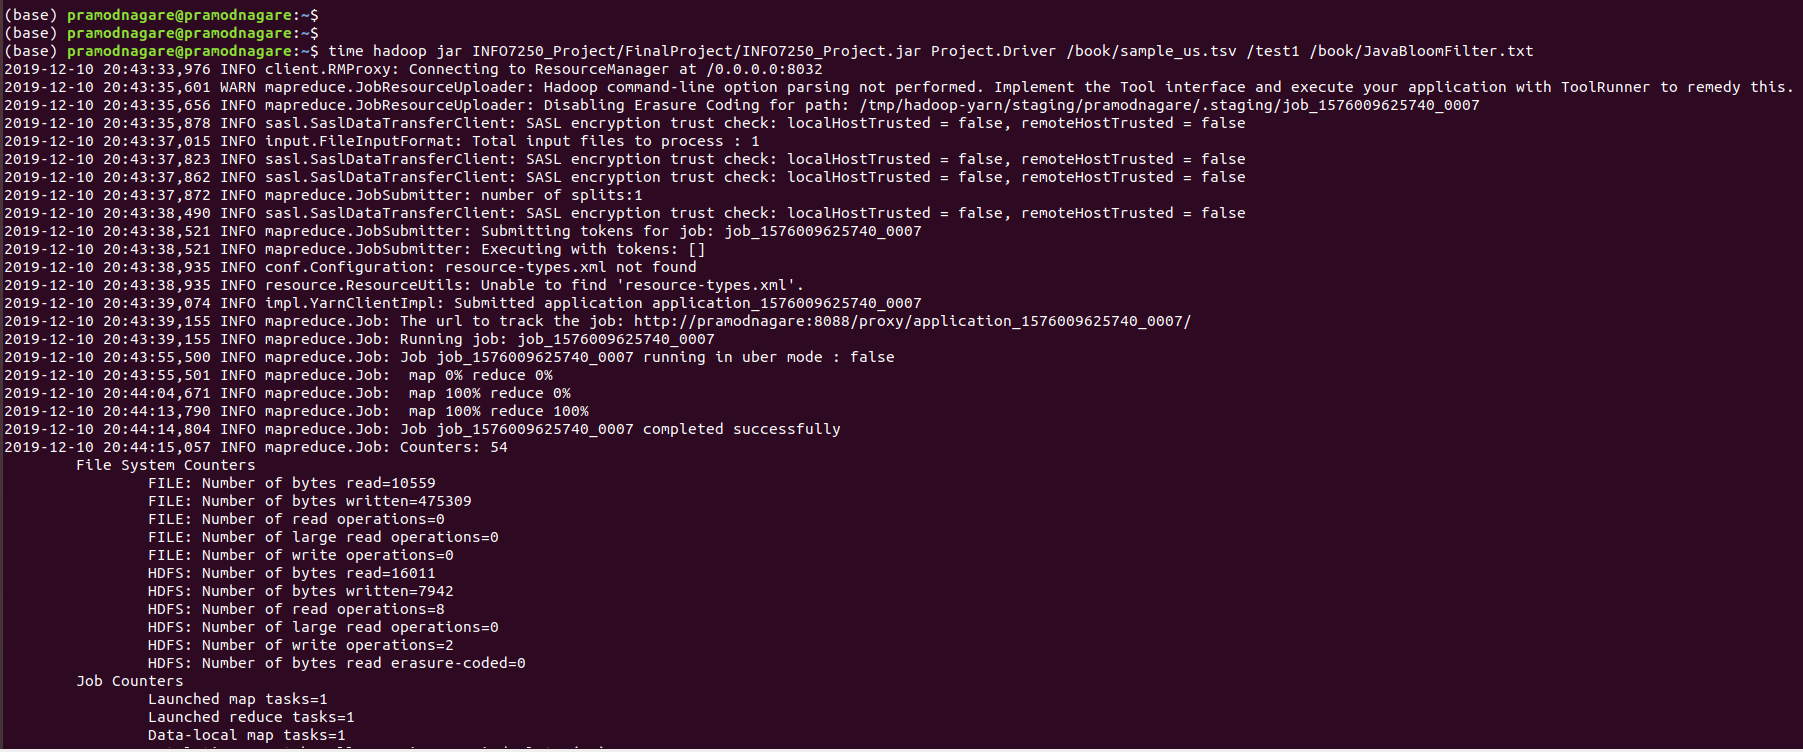 (base) pramodnagare@pramodnagare:~$
(base) pramodnagare@pramodnagare:~$
(base) pramodnagare@pramodnagare:~$ time hadoop jar INFO7250_Project/FinalProject/INFO7250_Project.jar Project.Driver /book/sample_us.tsv /test1 /book/JavaBloomFilter.txt
2019-12-10 20:43:33,976 INFO client.RMProxy: Connecting to ResourceManager at /0.0.0.0:8032
2019-12-10 20:43:35,601 WARN mapreduce.JobResourceUploader: Hadoop command-line option parsing not performed. Implement the Tool interface and execute your application with ToolRunner to remedy this.
2019-12-10 20:43:35,656 INFO mapreduce.JobResourceUploader: Disabling Erasure Coding for path: /tmp/hadoop-yarn/staging/pramodnagare/.staging/job_1576009625740_0007
2019-12-10 20:43:35,878 INFO sasl.SaslDataTransferClient: SASL encryption trust check: localHostTrusted = false, remoteHostTrusted = false
2019-12-10 20:43:37,015 INFO input.FileInputFormat: Total input files to process : 1
2019-12-10 20:43:37,823 INFO sasl.SaslDataTransferClient: SASL encryption trust check: localHostTrusted = false, remoteHostTrusted = false
2019-12-10 20:43:37,862 INFO sasl.SaslDataTransferClient: SASL encryption trust check: localHostTrusted = false, remoteHostTrusted = false
2019-12-10 20:43:37,872 INFO mapreduce.JobSubmitter: number of splits:1
2019-12-10 20:43:38,490 INFO sasl.SaslDataTransferClient: SASL encryption trust check: localHostTrusted = false, remoteHostTrusted = false
2019-12-10 20:43:38,521 INFO mapreduce.JobSubmitter: Submitting tokens for job: job_1576009625740_0007
2019-12-10 20:43:38,521 INFO mapreduce.JobSubmitter: Executing with tokens: []
2019-12-10 20:43:38,935 INFO conf.Configuration: resource-types.xml not found
2019-12-10 20:43:38,935 INFO resource.ResourceUtils: Unable to find 'resource-types.xml'.
2019-12-10 20:43:39,074 INFO impl.YarnClientImpl: Submitted application application_1576009625740_0007
2019-12-10 20:43:39,155 INFO mapreduce.Job: The url to track the job: http://pramodnagare:8088/proxy/application_1576009625740_0007/
2019-12-10 20:43:39,155 INFO mapreduce.Job: Running job: job_1576009625740_0007
2019-12-10 20:43:55,500 INFO mapreduce.Job: Job job_1576009625740_0007 running in uber mode : false
2019-12-10 20:43:55,501 INFO mapreduce.Job:  map 0% reduce 0%
2019-12-10 20:44:04,671 INFO mapreduce.Job:  map 100% reduce 0%
2019-12-10 20:44:13,790 INFO mapreduce.Job:  map 100% reduce 100%
2019-12-10 20:44:14,804 INFO mapreduce.Job: Job job_1576009625740_0007 completed successfully
2019-12-10 20:44:15,057 INFO mapreduce.Job: Counters: 54
File System Counters
FILE: Number of bytes read=10559
FILE: Number of bytes written=475309
FILE: Number of read operations=0
FILE: Number of large read operations=0
FILE: Number of write operations=0
HDFS: Number of bytes read=16011
HDFS: Number of bytes written=7942
HDFS: Number of read operations=8
HDFS: Number of large read operations=0
HDFS: Number of write operations=2
HDFS: Number of bytes read erasure-coded=0
Job Counters
Launched map tasks=1
Launched reduce tasks=1
Data-local map tasks=1